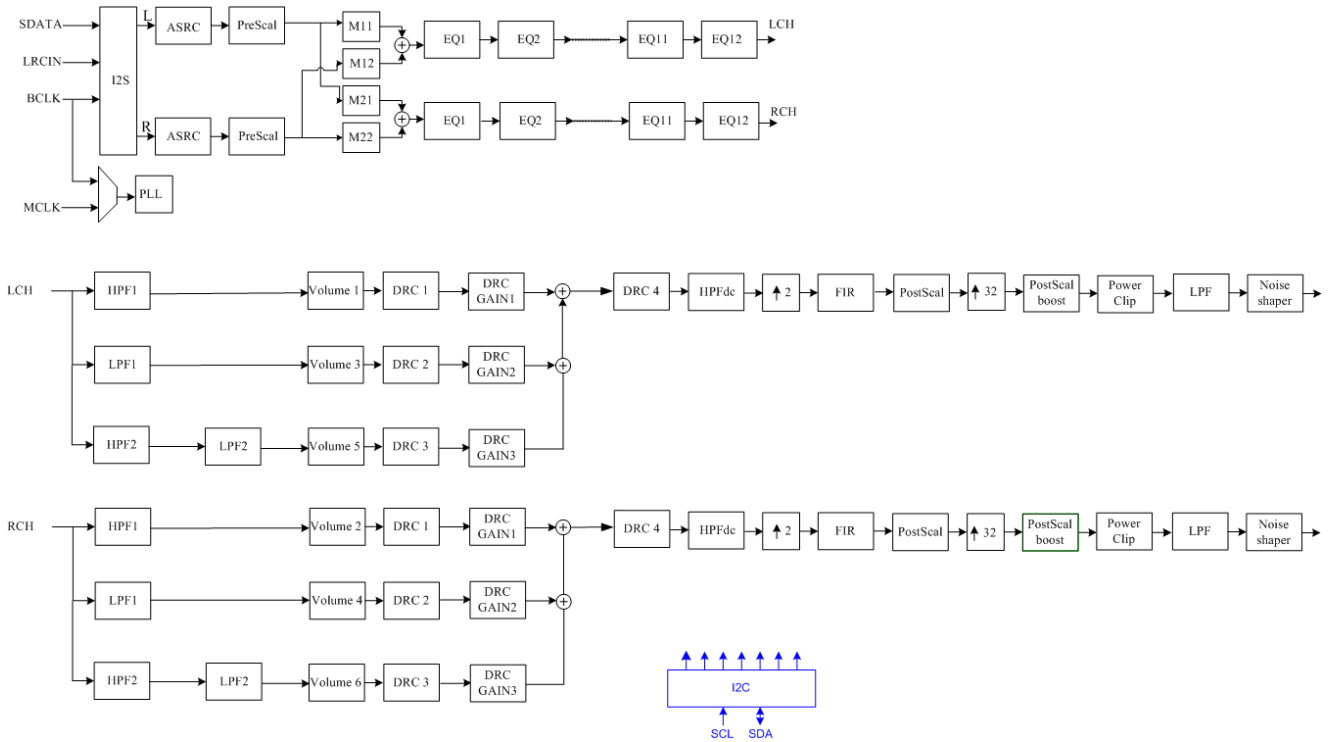 SDATA
LRCIN
BCLK
MCLK
I2S
L
R
ASRC
PreScal
ASRC
PreScal
M11
M12
M21
M22
EQ1
EQ2
EQ11
EQ12
LCH
EQ1
EQ2
EQ11
EQ12
RCH
PLL
LCH
HPF1
Volume 1
DRC 1
DRC
GAIN1
DRC 4
HPFdc
2
FIR
PostScal
32
PostScal
boost
Power
Clip
LPF
Noise
shaper
LPF1
Volume 3
DRC 2
DRC
GAIN2
HPF2
LPF2
Volume 5
DRC 3
DRC
GAIN3
RCH
HPF1
Volume 2
DRC 1
DRC
GAIN1
DRC 4
HPFdc
2
FIR
PostScal
32
PostScal
boost
Power
Clip
LPF
Noise
shaper
LPF1
Volume 4
DRC 2
DRC
GAIN2
HPF2
LPF2
Volume 6
DRC 3
DRC
GAIN3
I2C
SCL
SDA